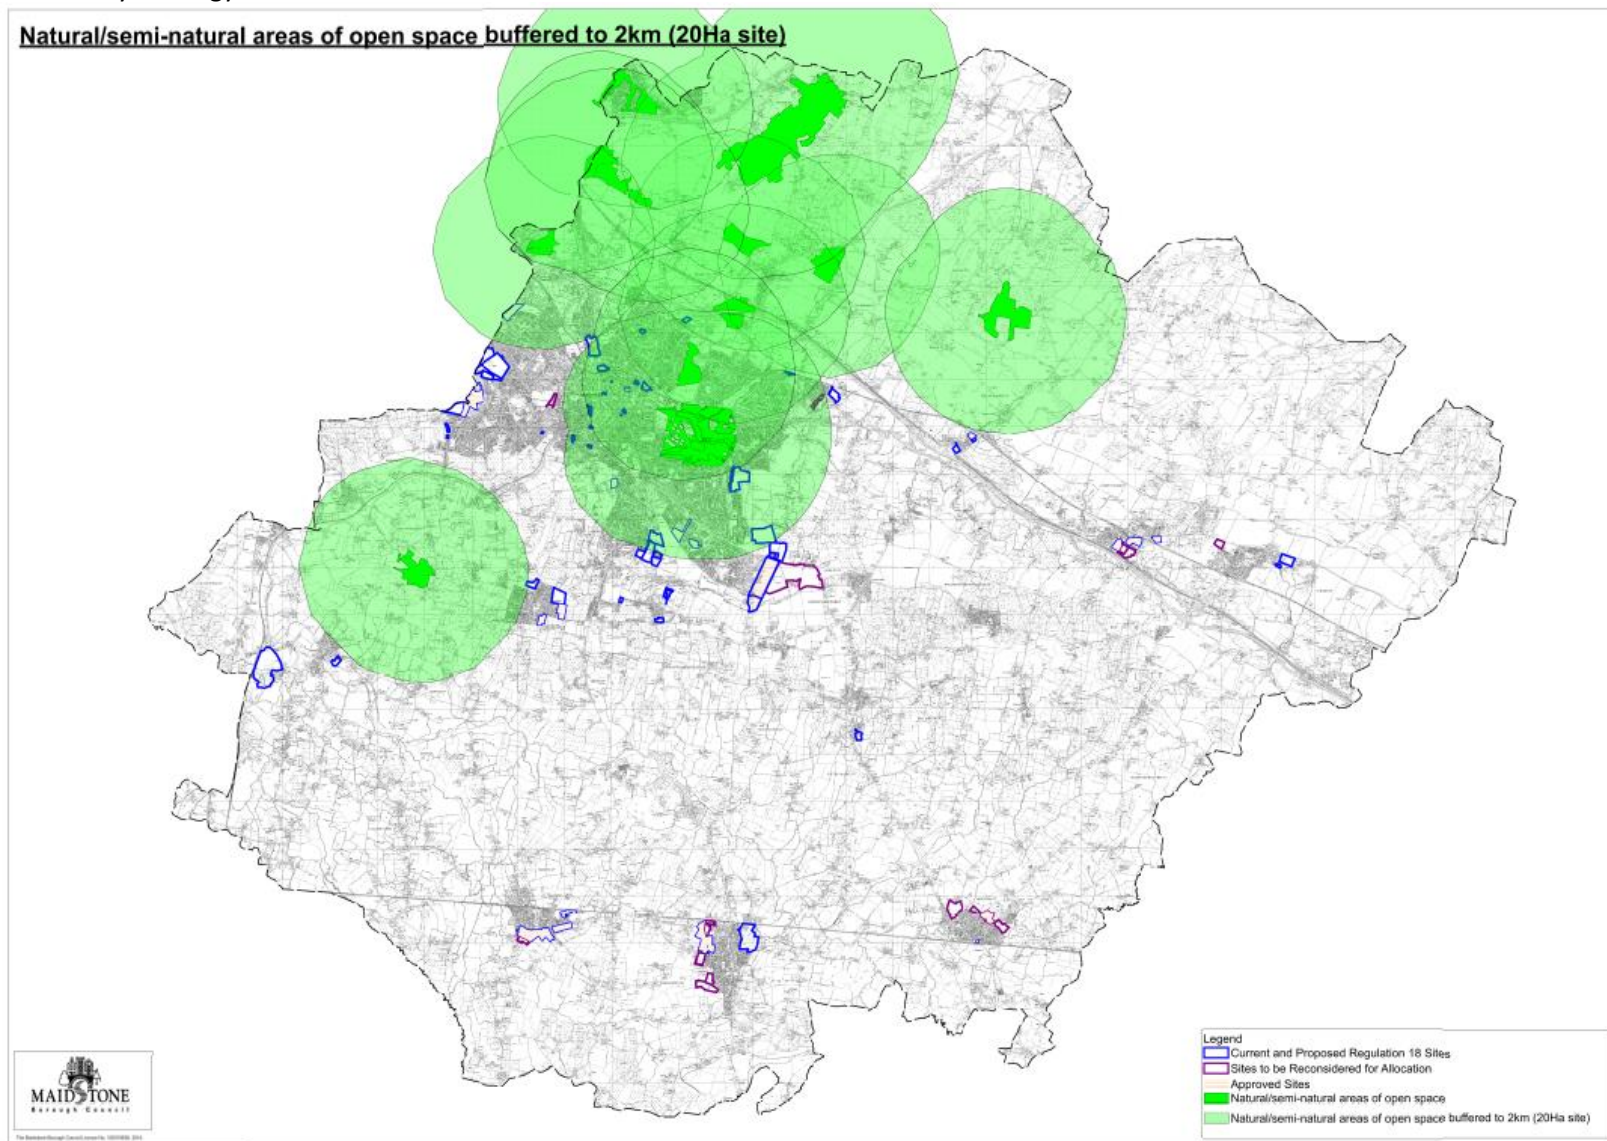 Natural/semi-natural areas of open space buffered to 2km (20Ha site)
Legend
Current and Proposed Regulation 18 Sites
Sites to be Reconsidered for Allocation
Approved Sites
Natural/semi-natural areas of open space
Natural/semi-natural areas of open space buffered to 2km (20Ha site)
MAIDSTONE
Borough Council